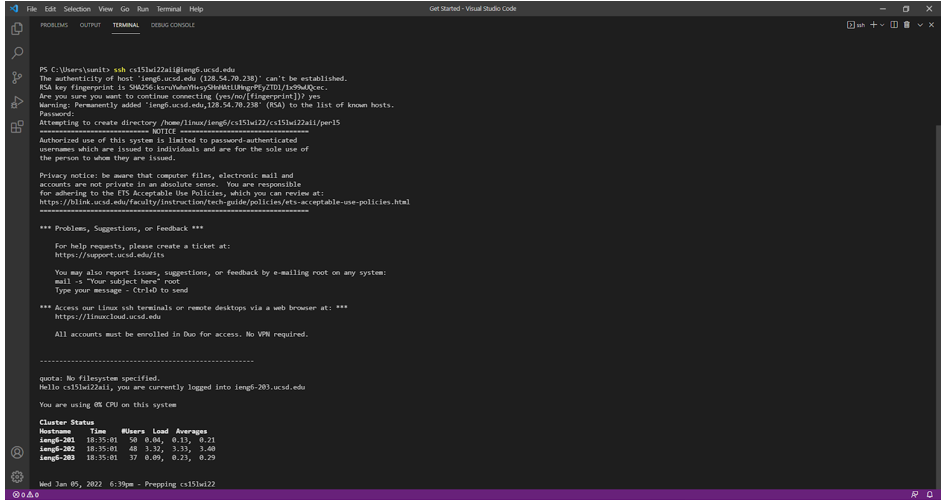 File Edit Selection View Go Run Terminal Help
Get Started - Visual Studio Code
PROBLEMS OUTPUT TERMINAL DEBUG CONSOLE
ssh
PS C:\Users\sunit> ssh cs15lwi22aii@ieng6.ucsd.edu
The authenticity of host 'ieng6.ucsd.edu (128.54.70.238)' can't be established.
RSA key fingerprint is
Are you sure you want to continue connecting (yes/no/[fingerprint])? yes
Warning: Permanently added 'ieng6.ucsd.edu,128.54.70.238' (RSA) to the list of known hosts.
Password:
Attempting to create directory /home/linux/ieng6/cs15lwi22/cs15lwi22aii/perl5
============================ NOTICE =================================
Authorized use of this system is limited to password-authenticated
usernames which are issued to individuals and are for the sole use of
the person to whom they are issued.
Privacy notice: be aware that computer files, electronic mail and
accounts are not private in an absolute sense.  You are responsible
for adhering to the ETS Acceptable Use Policies, which you can review at:
https://blink.ucsd.edu/faculty/instruction/tech-guide/policies/ets-acceptable-use-policies.html
=====================================================================
*** Problems, Suggestions, or Feedback ***
For help requests, please create a ticket at:
https://support.ucsd.edu/its
You may also report issues, suggestions, or feedback by e-mailing root on any system:
mail -s "Your subject here" root
Type your message - Ctrl+D to send
*** Access our Linux ssh terminals or remote desktops via a web browser at: ***
https://linuxcloud.ucsd.edu
All accounts must be enrolled in Duo for access. No VPN required.
-------------------------------------------------------
quota: No filesystem specified.
Hello cs15lwi22aii, you are currently logged into ieng6-203.ucsd.edu
You are using 0% CPU on this system
Cluster Status
Hostname Time #Users Load Averages
ieng6-201 18:35:01 50 0.04, 0.13, 0.21
ieng6-202 18:35:01 48 3.32, 3.33, 3.40
ieng6-203 18:35:01 37 0.09, 0.23, 0.29
Wed Jan 05, 2022 6:39pm - Prepping cs15lwi22
0 0